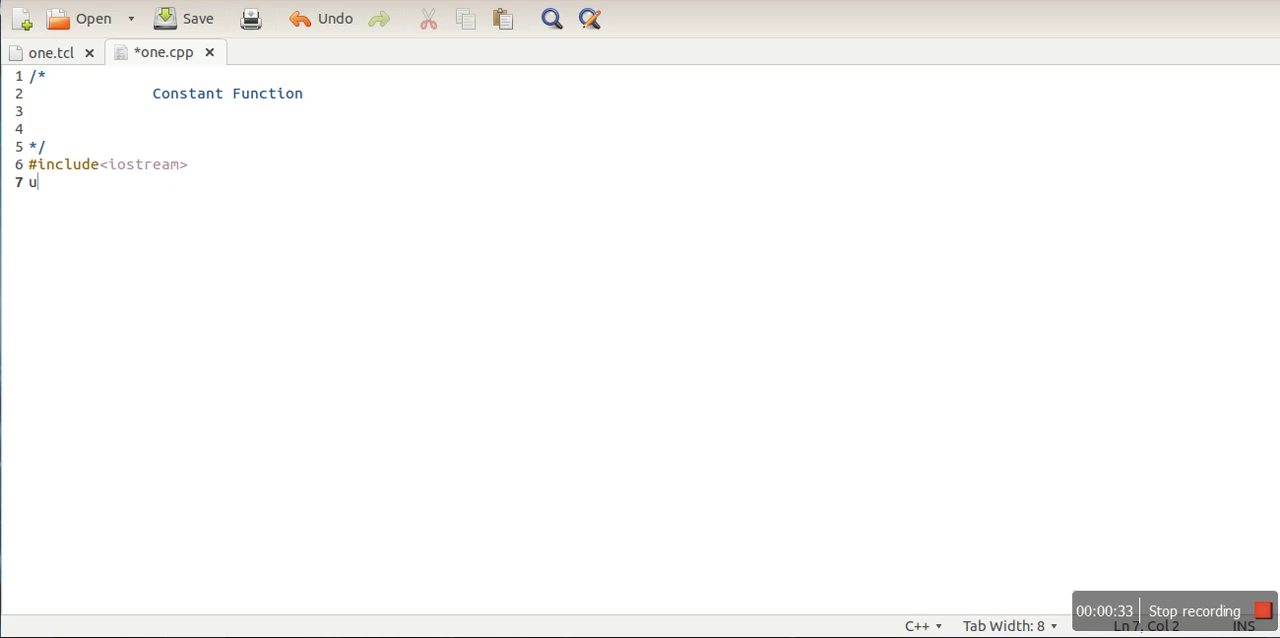 Open Save Undo
one.tcl *one.cpp
1 /*
2 Constant Function
3
4
5 */
6 #include<iostream>
7 u
00:00:33 Stop recording
C++ Tab Width: 8 Ln 7, Col 2 INS